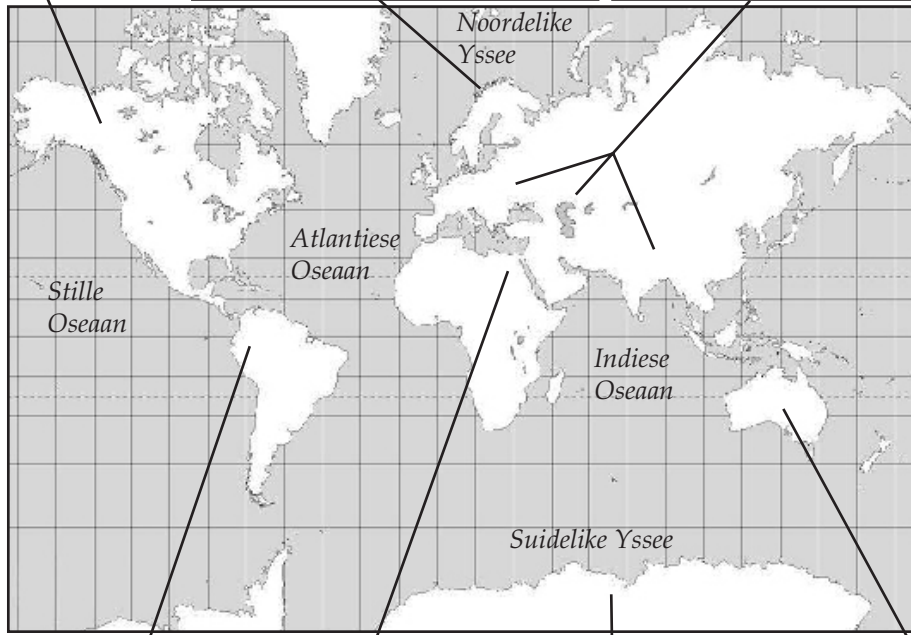 Noordelike
Yssee
Atlantiese
Oseaan
Stille
Oseaan
Indiese
Oseaan
Suidelike Yssee